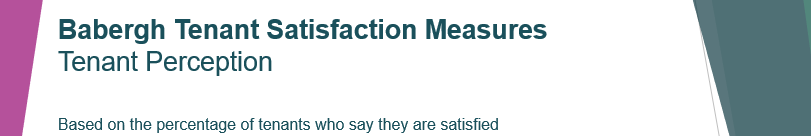 Babergh Tenant Satisfaction Measures
Tenant Perception
Based on the percentage of tenants who say they are satisfied